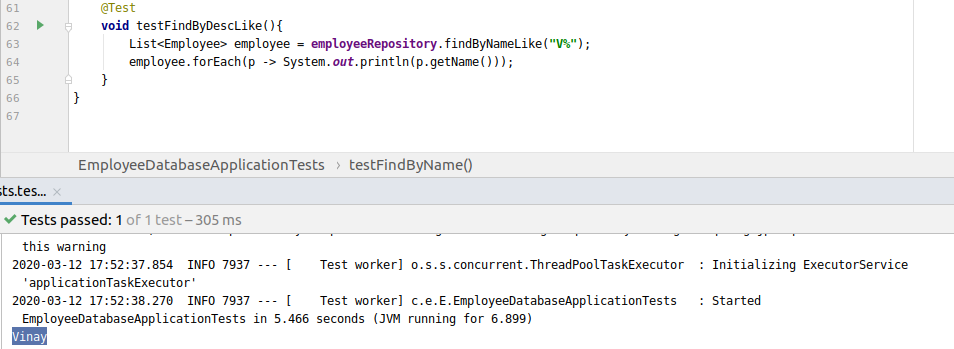 61 @Test
62 void testFindByDescLike(){
63 List<Employee> employee = employeeRepository.findByNameLike("V%");
64 employee.forEach(p -> System.out.println(p.getName()));
65 }
66 }
67
EmployeeDatabaseApplicationTests › testFindByName()
sts.tes... ×
Tests passed: 1 of 1 test – 305 ms
this warning
2020-03-12 17:52:37.854 INFO 7937 --- [ Test worker] o.s.s.concurrent.ThreadPoolTaskExecutor : Initializing ExecutorService
'applicationTaskExecutor'
2020-03-12 17:52:38.270 INFO 7937 --- [ Test worker] c.e.E.EmployeeDatabaseApplicationTests : Started
EmployeeDatabaseApplicationTests in 5.466 seconds (JVM running for 6.899)
Vinay